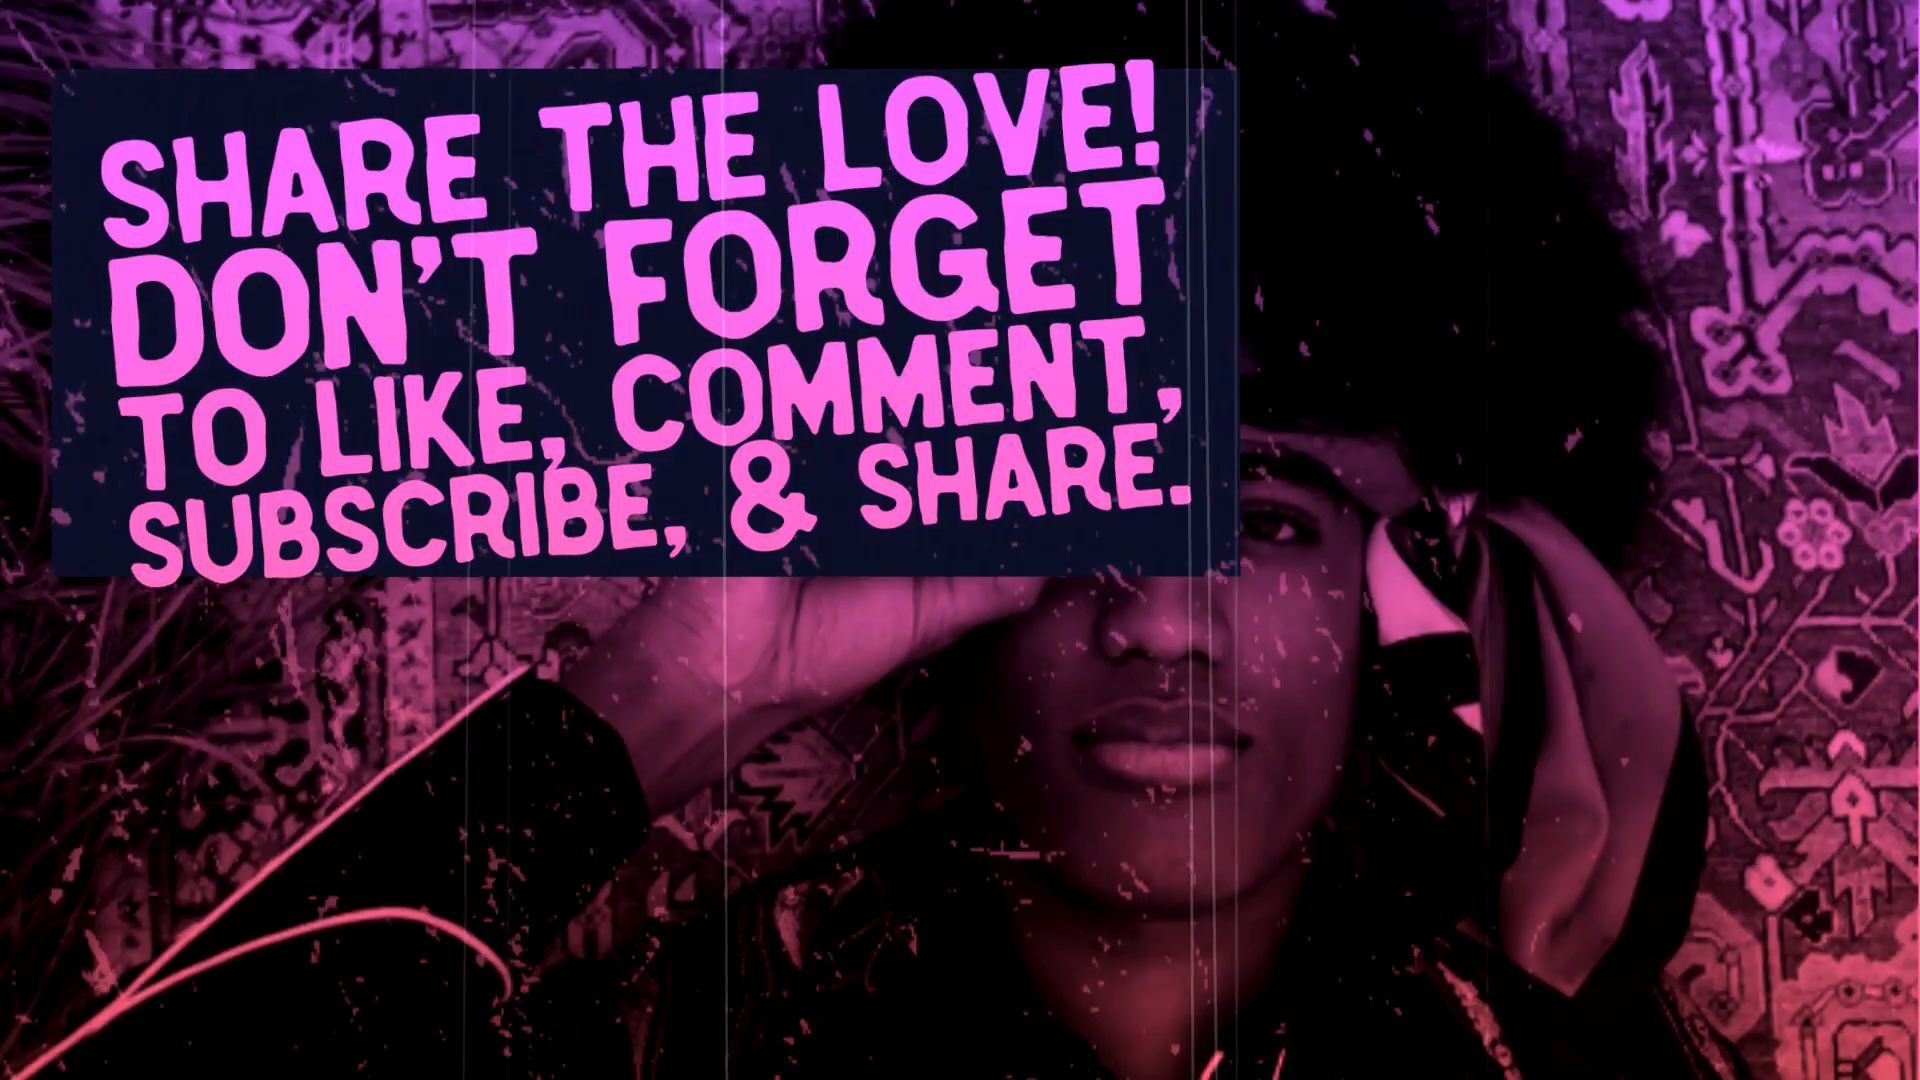 SHARE THE LOVE!
DON'T FORGET
TO LIKE, COMMENT,
SUBSCRIBE, & SHARE.